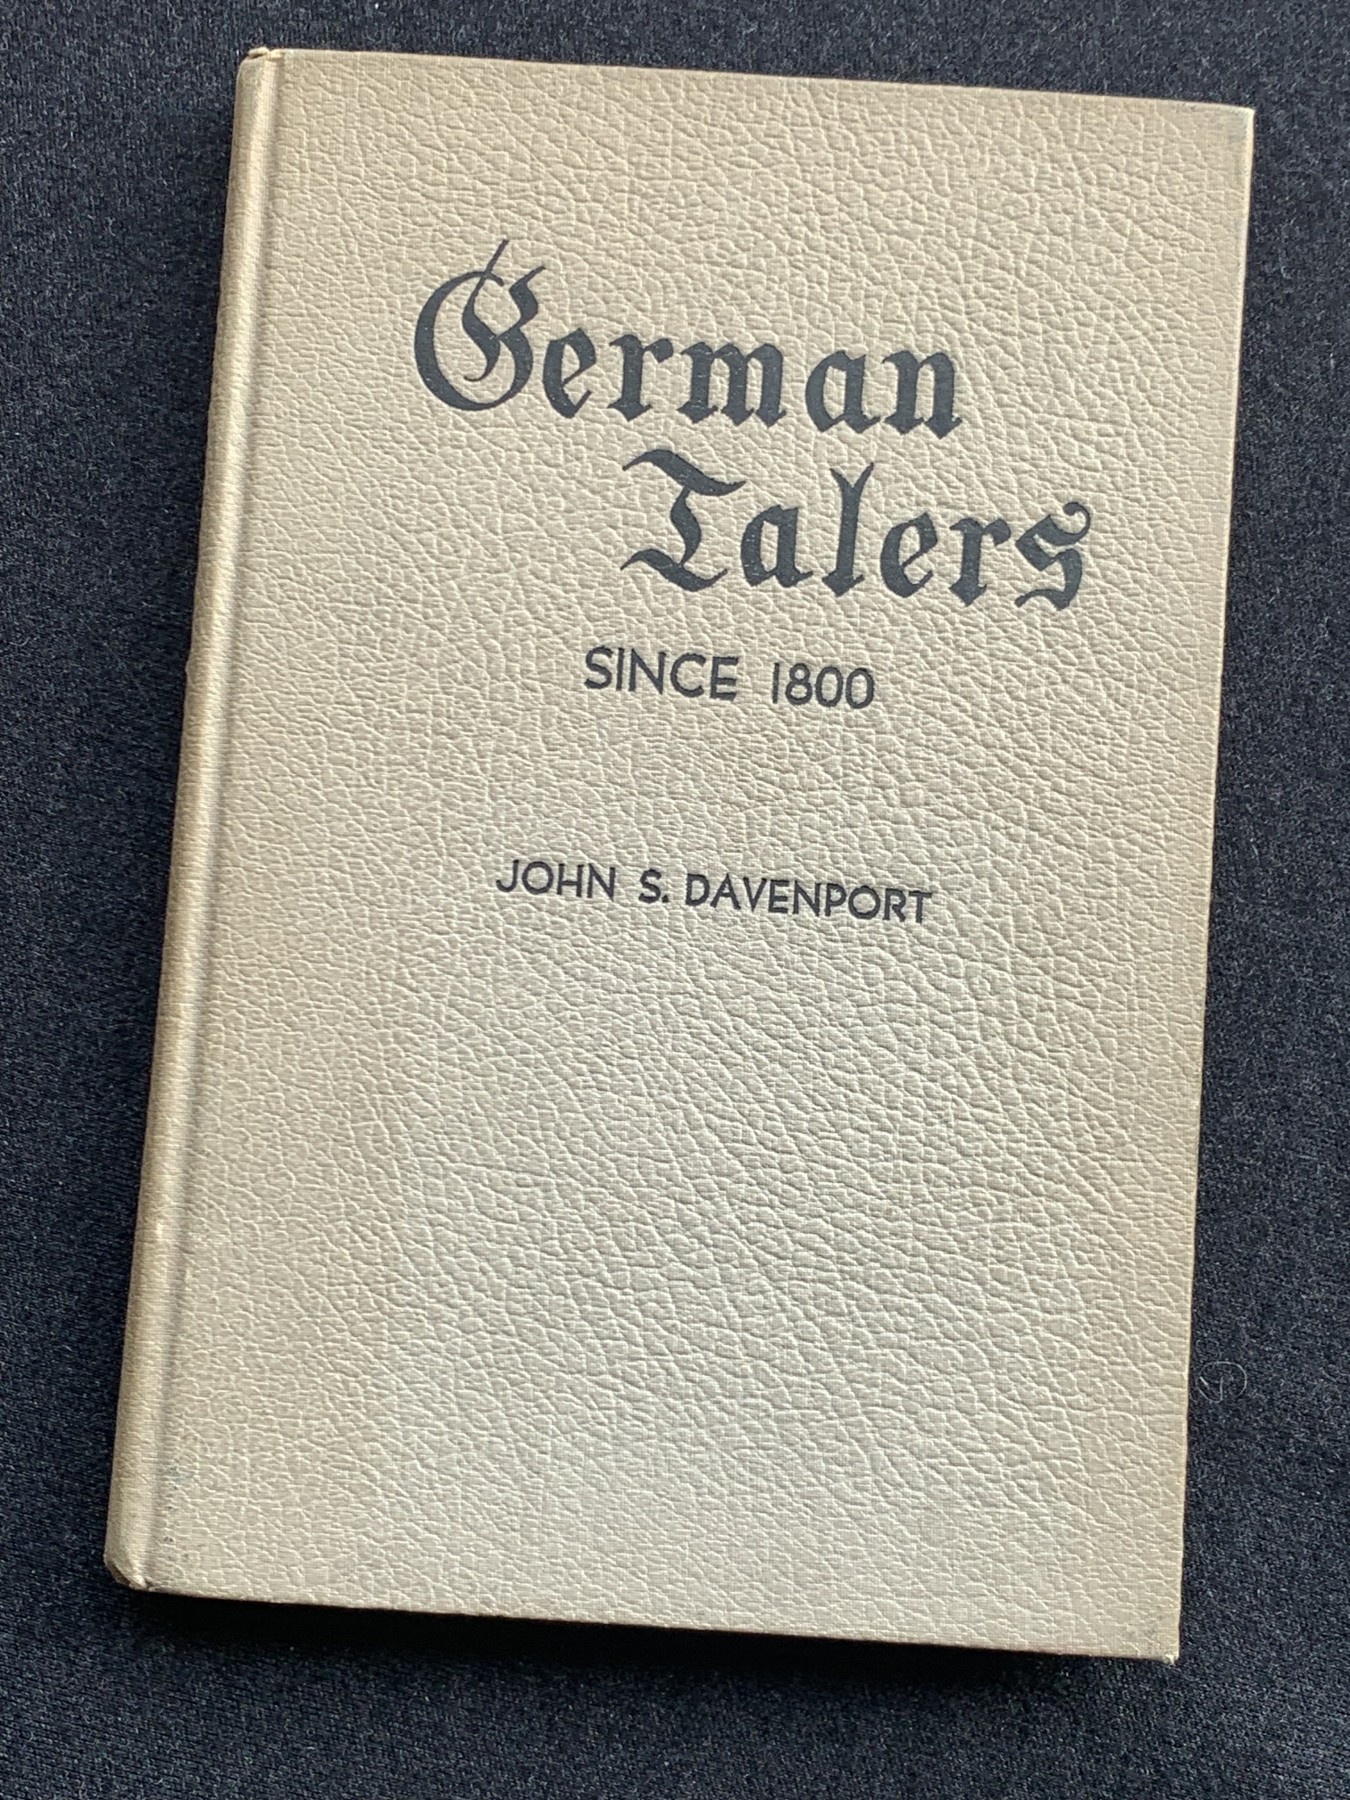 German
Talers
SINCE 1800
JOHN S. DAVENPORT